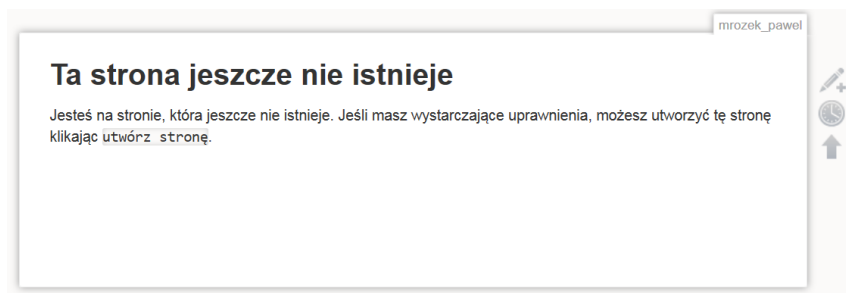 mrozek_pawel
Ta strona jeszcze nie istnieje
Jesteś na stronie, która jeszcze nie istnieje. Jeśli masz wystarczające uprawnienia, możesz utworzyć tę stronę
klikając utwórz stronę.